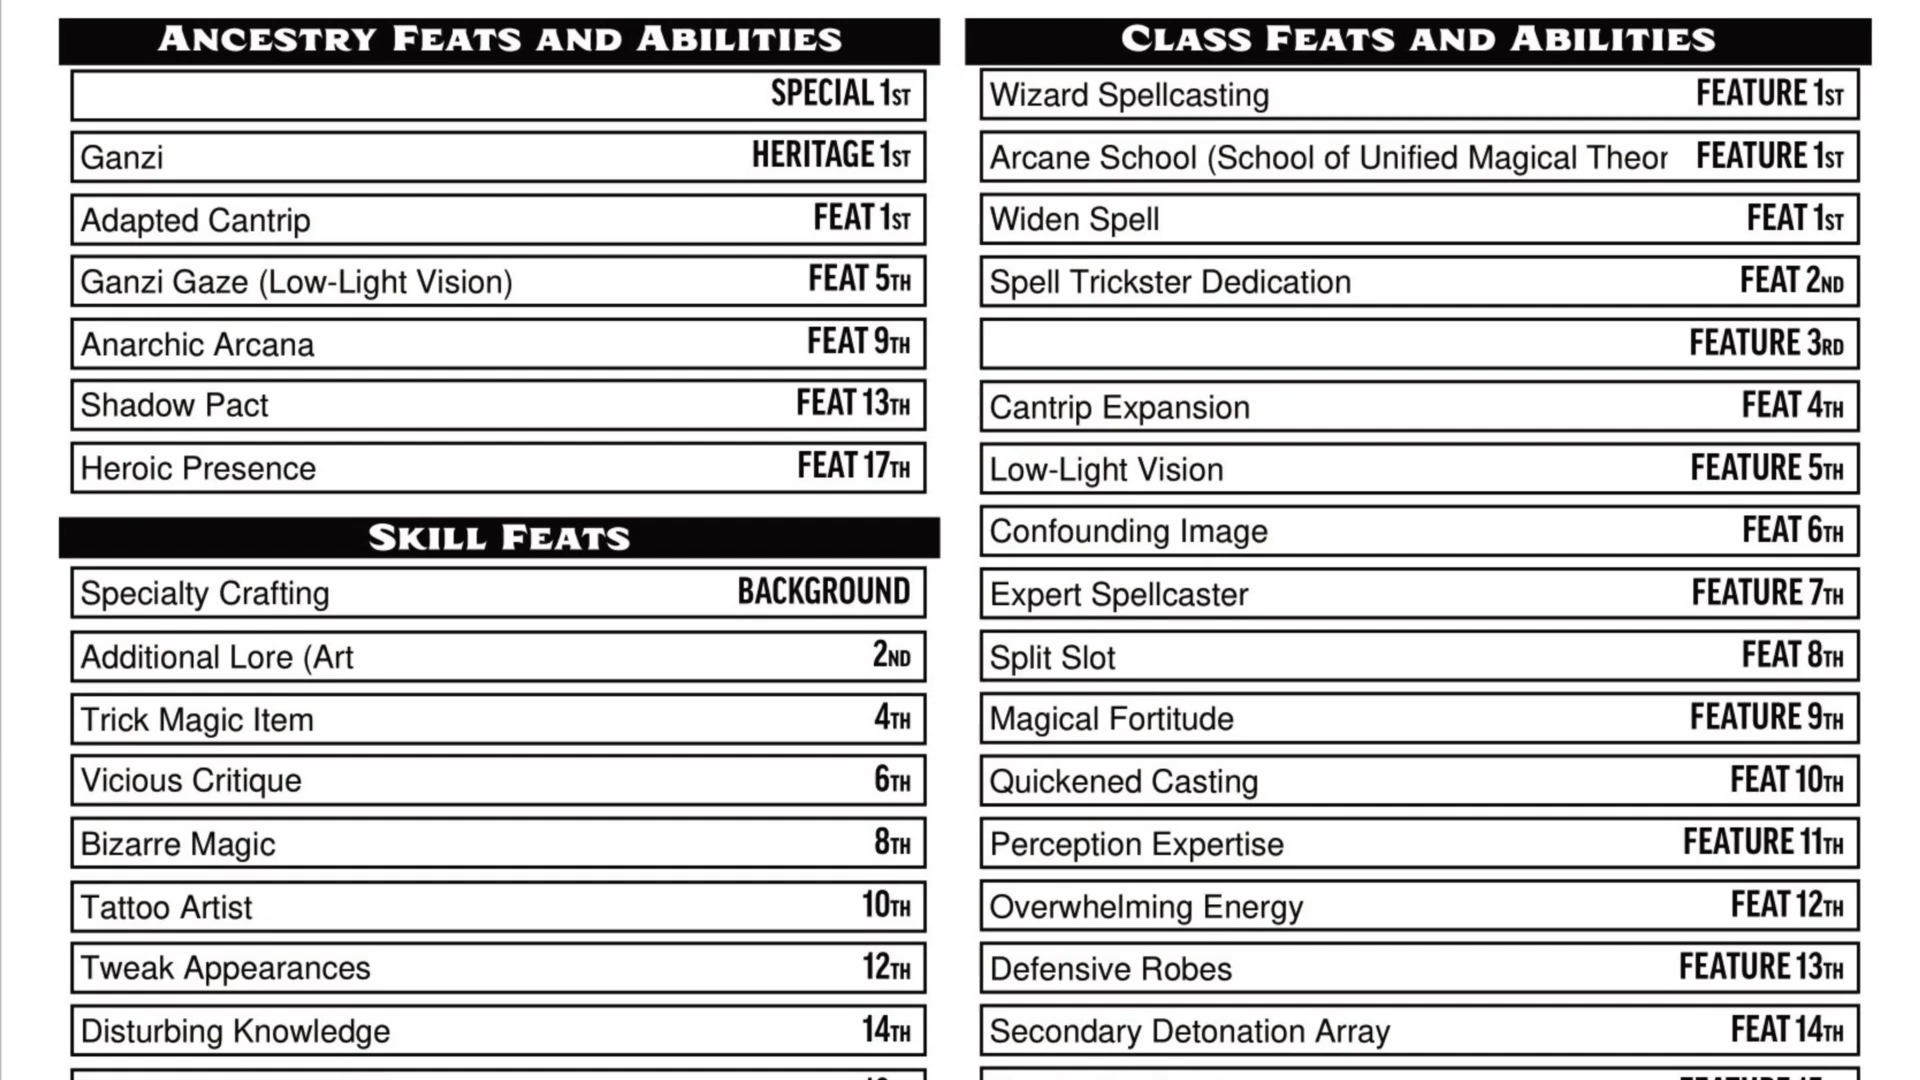 ANCESTRY FEATS AND ABILITIES
SPECIAL 1ST
Ganzi HERITAGE 1ST
Adapted Cantrip FEAT 1ST
Ganzi Gaze (Low-Light Vision) FEAT 5TH
Anarchic Arcana FEAT 9TH
Shadow Pact FEAT 13TH
Heroic Presence FEAT 17TH
SKILL FEATS
Specialty Crafting BACKGROUND
Additional Lore (Art 2ND
Trick Magic Item 4TH
Vicious Critique 6TH
Bizarre Magic 8TH
Tattoo Artist 10TH
Tweak Appearances 12TH
Disturbing Knowledge 14TH
CLASS FEATS AND ABILITIES
Wizard Spellcasting FEATURE 1ST
Arcane School (School of Unified Magical Theor FEATURE 1ST
Widen Spell FEAT 1ST
Spell Trickster Dedication FEAT 2ND
FEATURE 3RD
Cantrip Expansion FEAT 4TH
Low-Light Vision FEATURE 5TH
Confounding Image FEAT 6TH
Expert Spellcaster FEATURE 7TH
Split Slot FEAT 8TH
Magical Fortitude FEATURE 9TH
Quickened Casting FEAT 10TH
Perception Expertise FEATURE 11TH
Overwhelming Energy FEAT 12TH
Defensive Robes FEATURE 13TH
Secondary Detonation Array FEAT 14TH